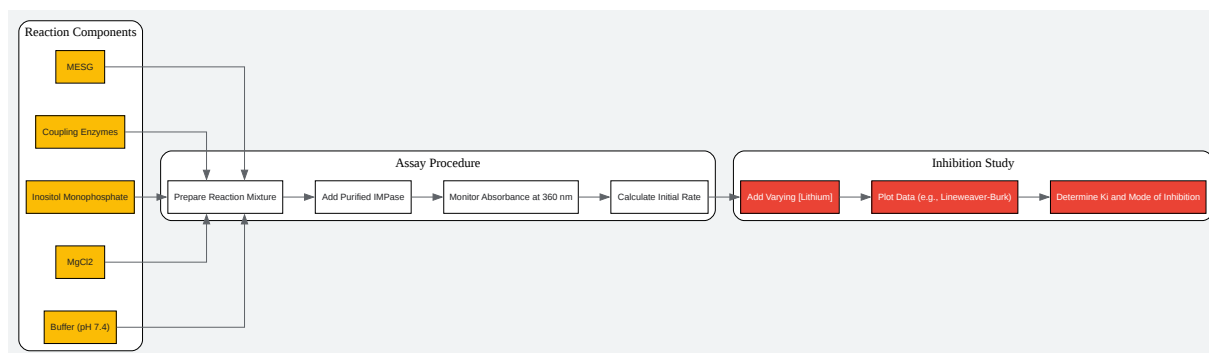 Reaction Components
MESG
Coupling Enzymes
Inositol Monophosphate
MgCl2
Buffer (pH 7.4)
Assay Procedure
Prepare Reaction Mixture
Add Purified IMPase
Monitor Absorbance at 360 nm
Calculate Initial Rate
Inhibition Study
Add Varying [Lithium]
Plot Data (e.g., Lineweaver-Burk)
Determine Ki and Mode of Inhibition